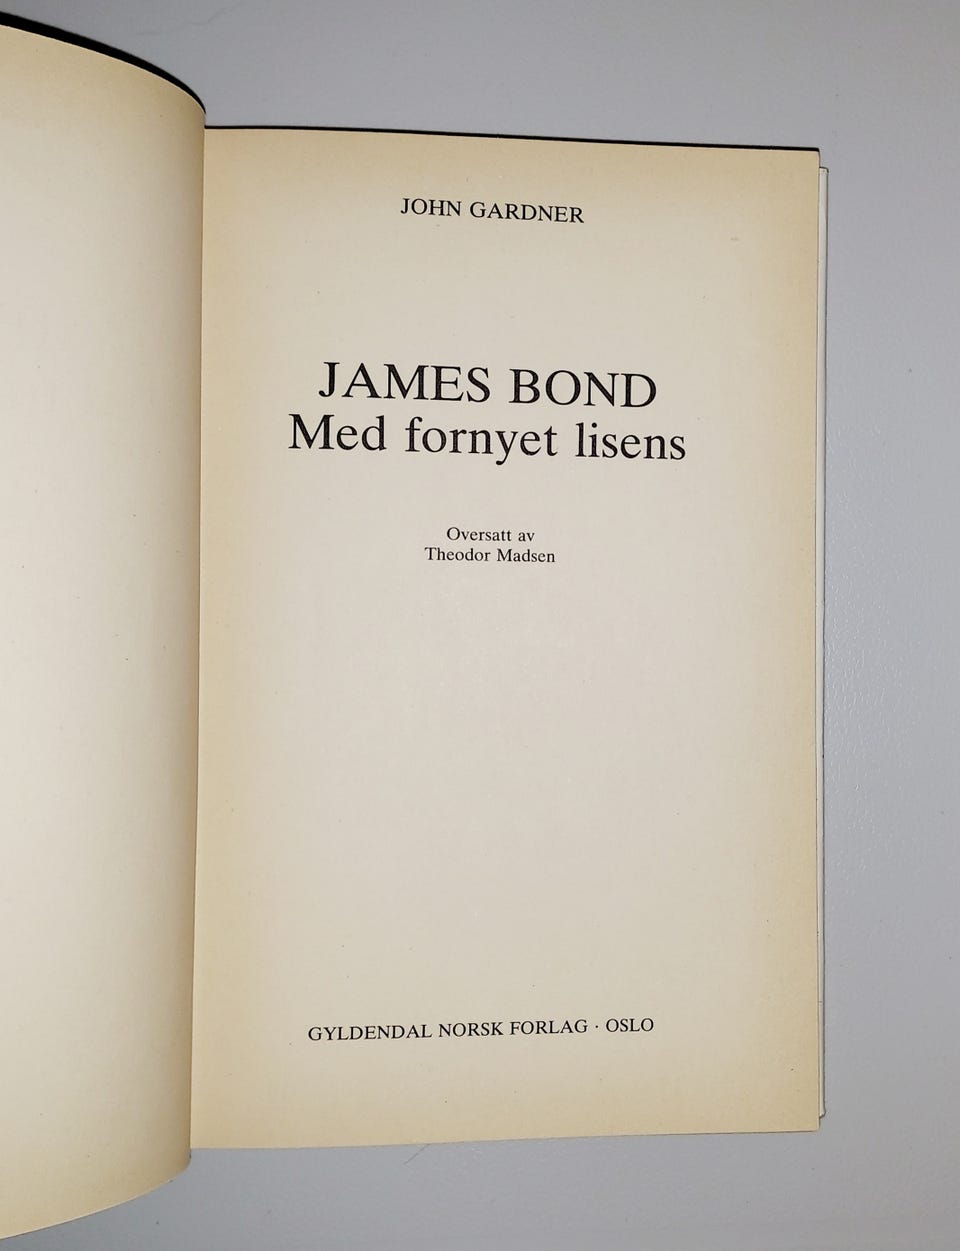 JOHN GARDNER
JAMES BOND
Med fornyet lisens
Oversatt av
Theodor Madsen
GYLDENDAL NORSK FORLAG · OSLO